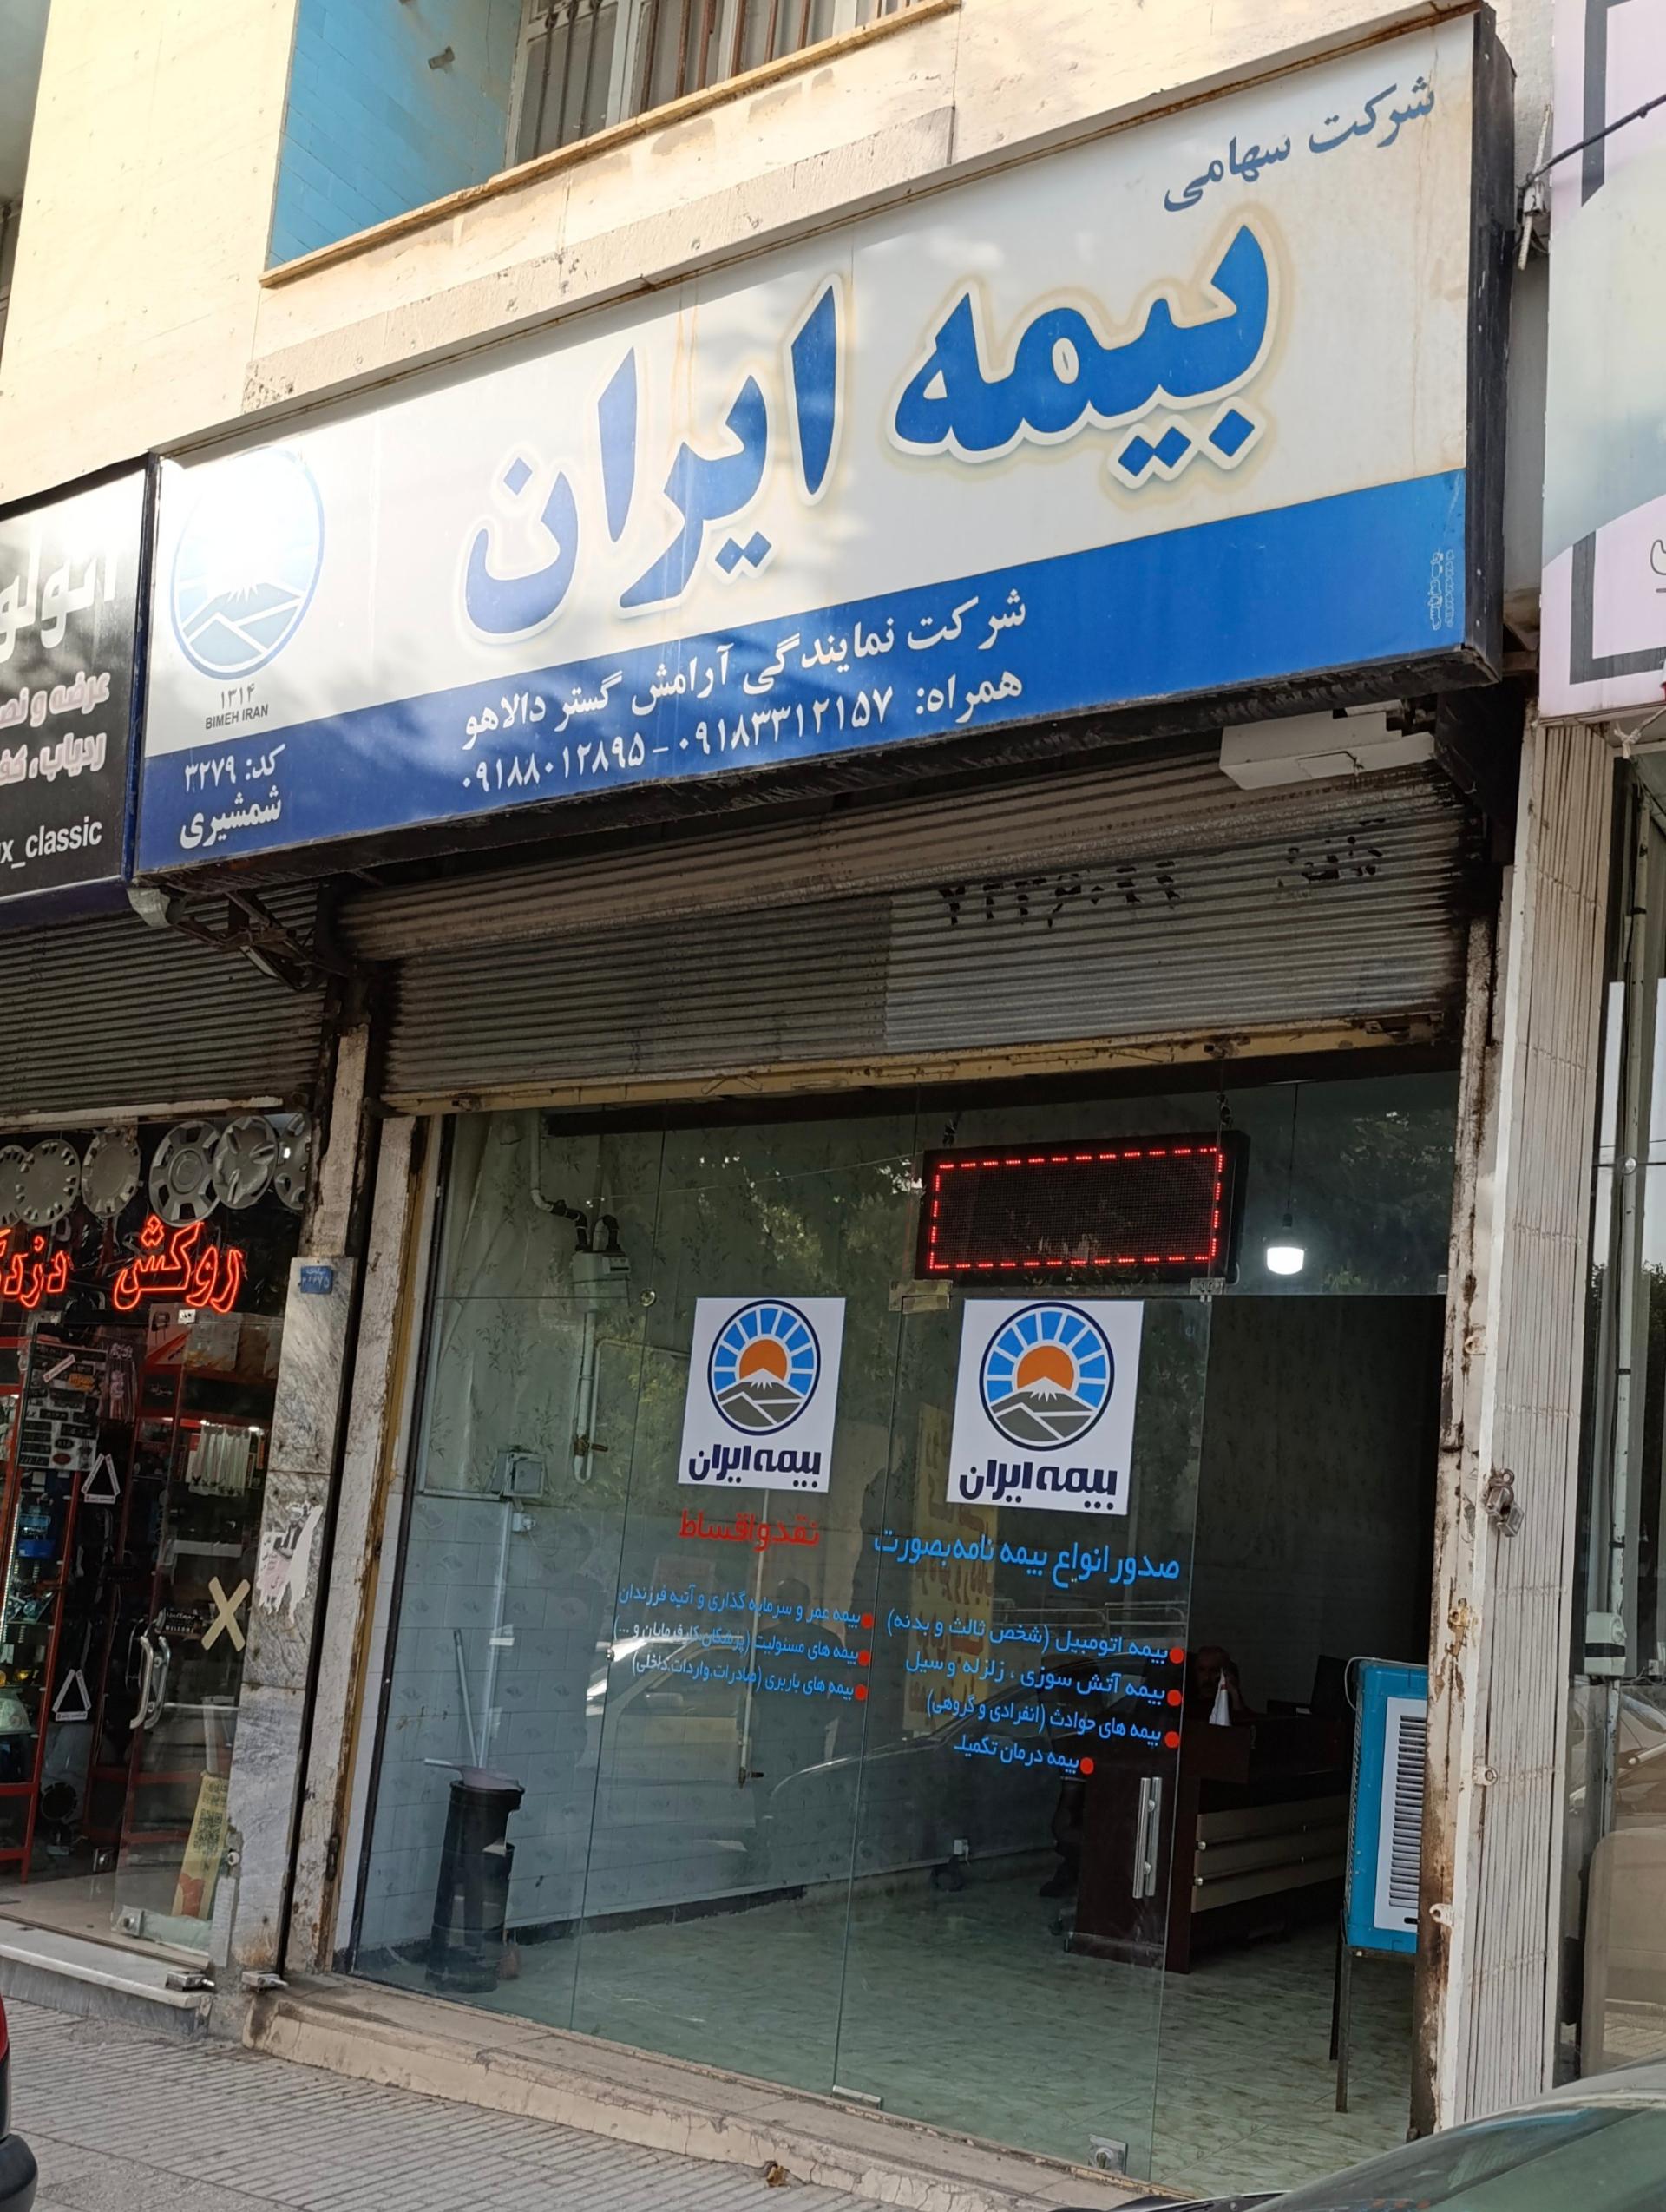 شرکت سهامی
بیمه ایران
شرکت نمایندگی آرامش گستر دالاهو
همراه: ۰۹۱۸۳۳۱۲۱۵۷ - ۰۹۱۸۸۰۱۲۸۹۵
۱۳۱۴
BIMEH IRAN
کد: ۳۲۷۹
شمشیری
عرضه و
ردیاب،
x_classic
روکش
بیمه ایران
بیمه ایران
صدور انواع بیمه نامه بصورت
نقد و اقساط
بیمه اتومبیل (شخص ثالث و بدنه)
بیمه آتش سوزی ، زلزله و سیل
بیمه های حوادث (انفرادی و گروهی)
بیمه درمان تکمیلـ
بیمه عمر و سرمایه گذاری و آتیه فرزندان
بیمه های مسئولیت (پزشکان، کارفرمایان و ...)
بیمه های باربری (صادرات،واردات،داخلی)